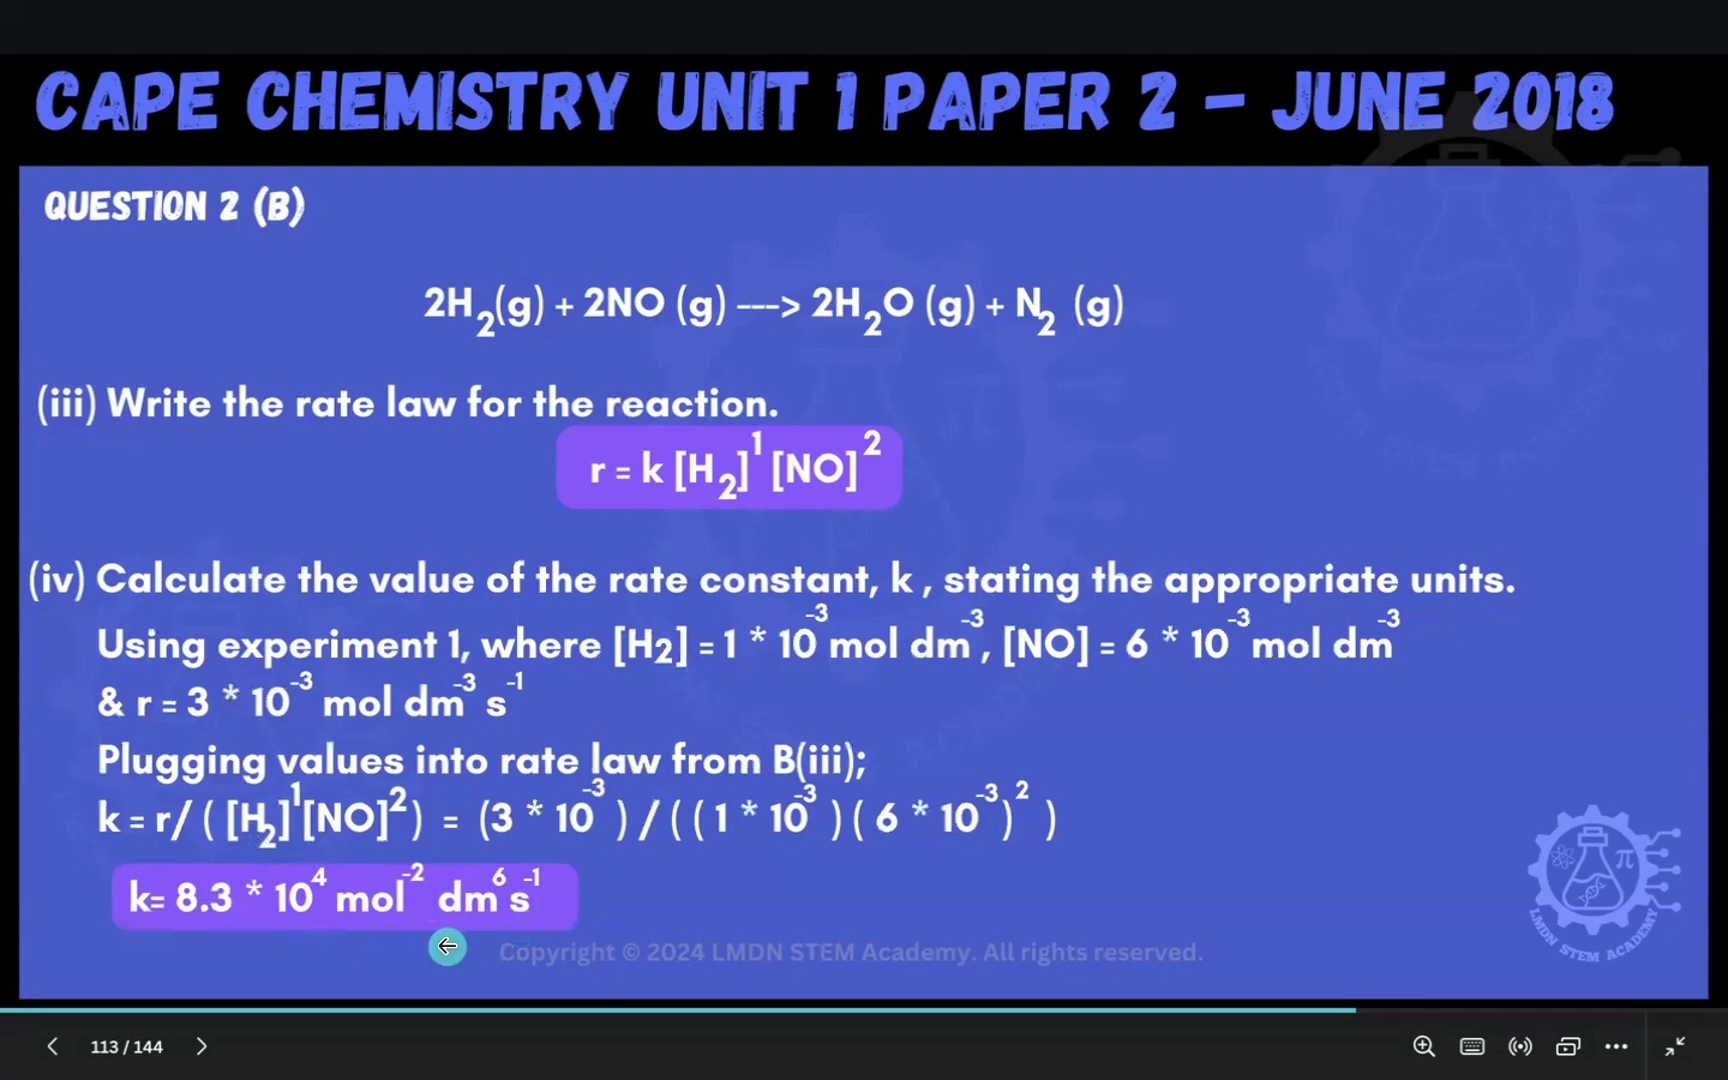 CAPE CHEMISTRY UNIT 1 PAPER 2 – JUNE 2018
QUESTION 2 (B)
2H₂(g) + 2NO (g) ---> 2H₂O (g) + N₂ (g)
(iii) Write the rate law for the reaction.
r = k [H₂]¹ [NO]²
(iv) Calculate the value of the rate constant, k , stating the appropriate units.
Using experiment 1, where [H2] = 1 * 10⁻³ mol dm⁻³, [NO] = 6 * 10⁻³ mol dm⁻³
& r = 3 * 10⁻³ mol dm⁻³ s⁻¹
Plugging values into rate law from B(iii);
k = r/ ( [H₂]¹[NO]²) = (3 * 10⁻³ ) / ( ( 1 * 10⁻³ ) ( 6 * 10⁻³ )² )
k= 8.3 * 10⁴ mol⁻² dm⁶ s⁻¹
Copyright © 2024 LMDN STEM Academy. All rights reserved.
LMDN STEM ACADEMY
113 / 144